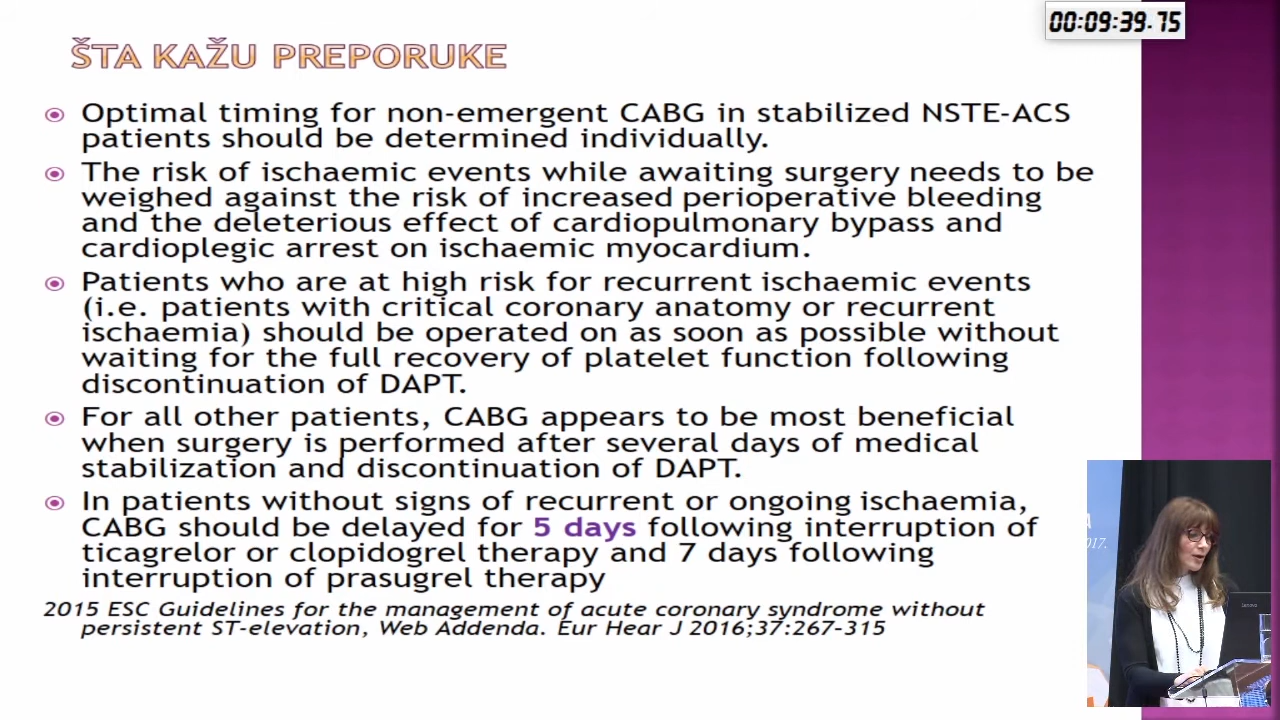 00:09:39.75
ŠTA KAŽU PREPORUKE
Optimal timing for non-emergent CABG in stabilized NSTE-ACS
patients should be determined individually.
The risk of ischaemic events while awaiting surgery needs to be
weighed against the risk of increased perioperative bleeding
and the deleterious effect of cardiopulmonary bypass and
cardioplegic arrest on ischaemic myocardium.
Patients who are at high risk for recurrent ischaemic events
(i.e. patients with critical coronary anatomy or recurrent
ischaemia) should be operated on as soon as possible without
waiting for the full recovery of platelet function following
discontinuation of DAPT.
For all other patients, CABG appears to be most beneficial
when surgery is performed after several days of medical
stabilization and discontinuation of DAPT.
In patients without signs of recurrent or ongoing ischaemia,
CABG should be delayed for 5 days following interruption of
ticagrelor or clopidogrel therapy and 7 days following
interruption of prasugrel therapy
2015 ESC Guidelines for the management of acute coronary syndrome without
persistent ST-elevation, Web Addenda. Eur Hear J 2016;37:267-315
A
2017.